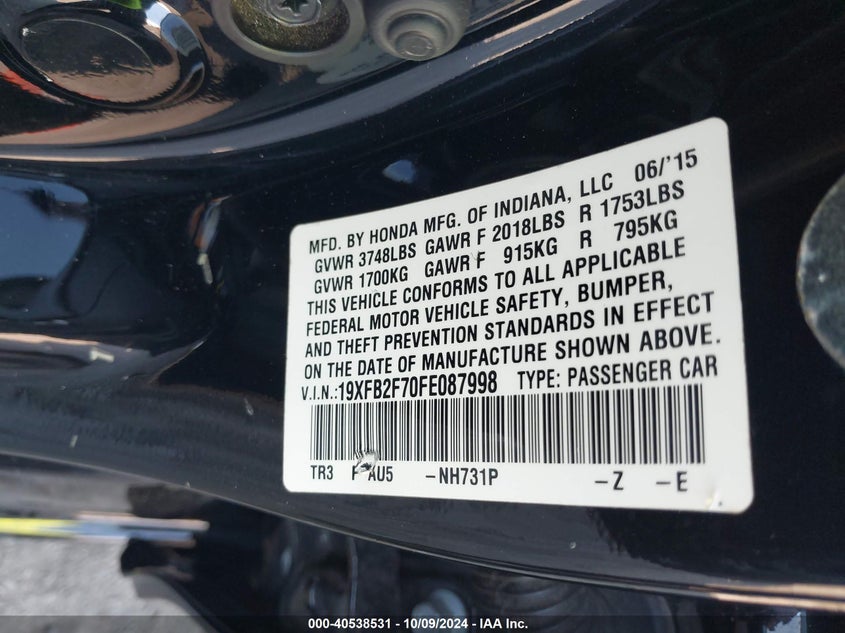 MFD. BY HONDA MFG. OF INDIANA, LLC 06/'15
GVWR 3748LBS GAWR F 2018LBS R 1753LBS
GVWR 1700KG GAWR F 915KG R 795KG
THIS VEHICLE CONFORMS TO ALL APPLICABLE
FEDERAL MOTOR VEHICLE SAFETY, BUMPER,
AND THEFT PREVENTION STANDARDS IN EFFECT
ON THE DATE OF MANUFACTURE SHOWN ABOVE.
V.I.N.:19XFB2F70FE087998 TYPE: PASSENGER CAR
TR3 AU5 -NH731P -Z -E
000-40538531 - 10/09/2024 - IAA Inc.